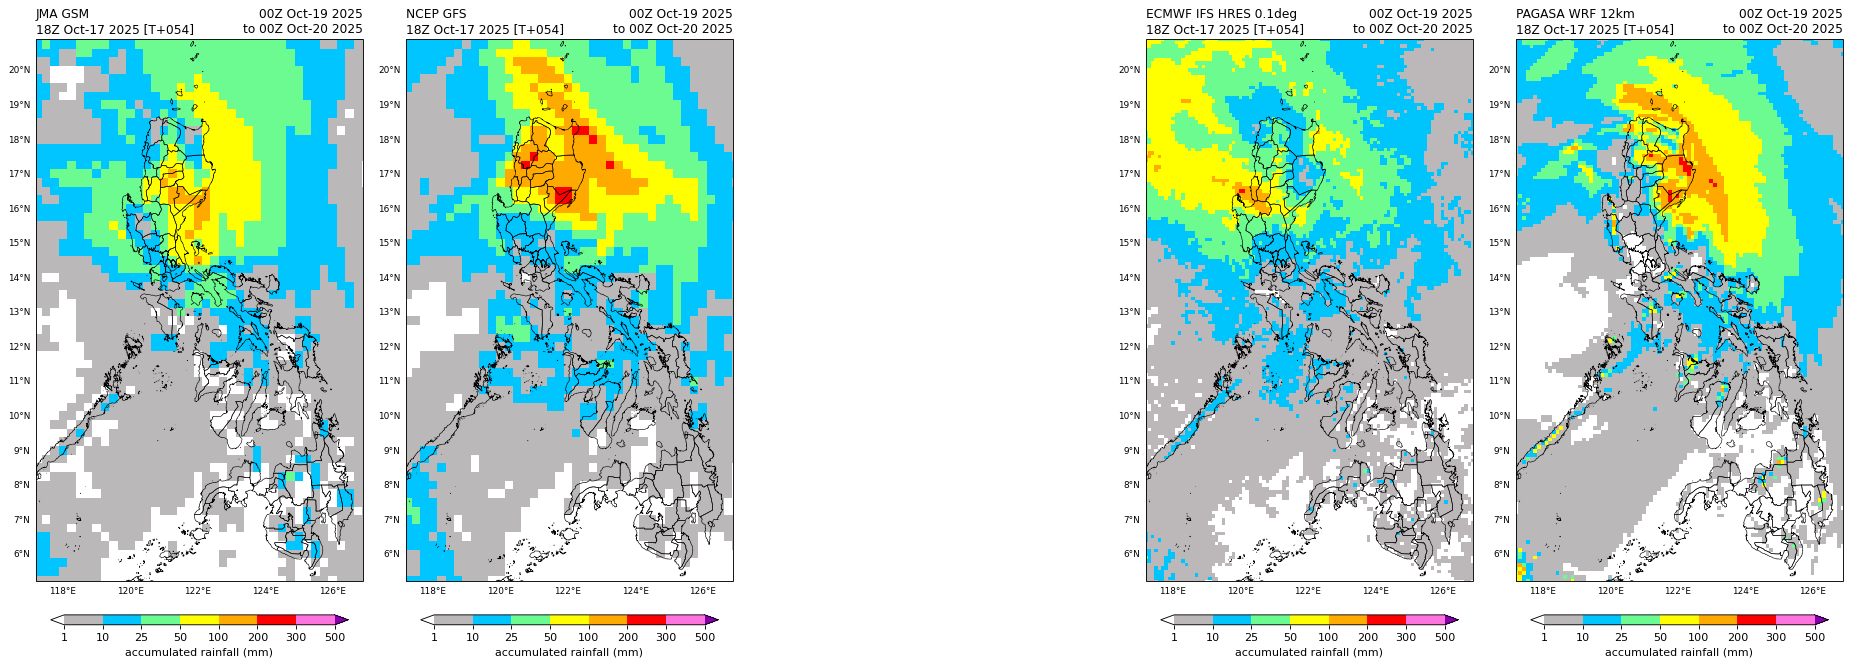 JMA GSM 00Z Oct-19 2025
18Z Oct-17 2025 [T+054] to 00Z Oct-20 2025
20°N
19°N
18°N
17°N
16°N
15°N
14°N
13°N
12°N
11°N
10°N
9°N
8°N
7°N
6°N
118°E 120°E 122°E 124°E 126°E
1 10 25 50 100 200 300 500
accumulated rainfall (mm)
NCEP GFS 00Z Oct-19 2025
18Z Oct-17 2025 [T+054] to 00Z Oct-20 2025
20°N
19°N
18°N
17°N
16°N
15°N
14°N
13°N
12°N
11°N
10°N
9°N
8°N
7°N
6°N
118°E 120°E 122°E 124°E 126°E
1 10 25 50 100 200 300 500
accumulated rainfall (mm)
ECMWF IFS HRES 0.1deg 00Z Oct-19 2025
18Z Oct-17 2025 [T+054] to 00Z Oct-20 2025
20°N
19°N
18°N
17°N
16°N
15°N
14°N
13°N
12°N
11°N
10°N
9°N
8°N
7°N
6°N
118°E 120°E 122°E 124°E 126°E
1 10 25 50 100 200 300 500
accumulated rainfall (mm)
PAGASA WRF 12km 00Z Oct-19 2025
18Z Oct-17 2025 [T+054] to 00Z Oct-20 2025
20°N
19°N
18°N
17°N
16°N
15°N
14°N
13°N
12°N
11°N
10°N
9°N
8°N
7°N
6°N
118°E 120°E 122°E 124°E 126°E
1 10 25 50 100 200 300 500
accumulated rainfall (mm)